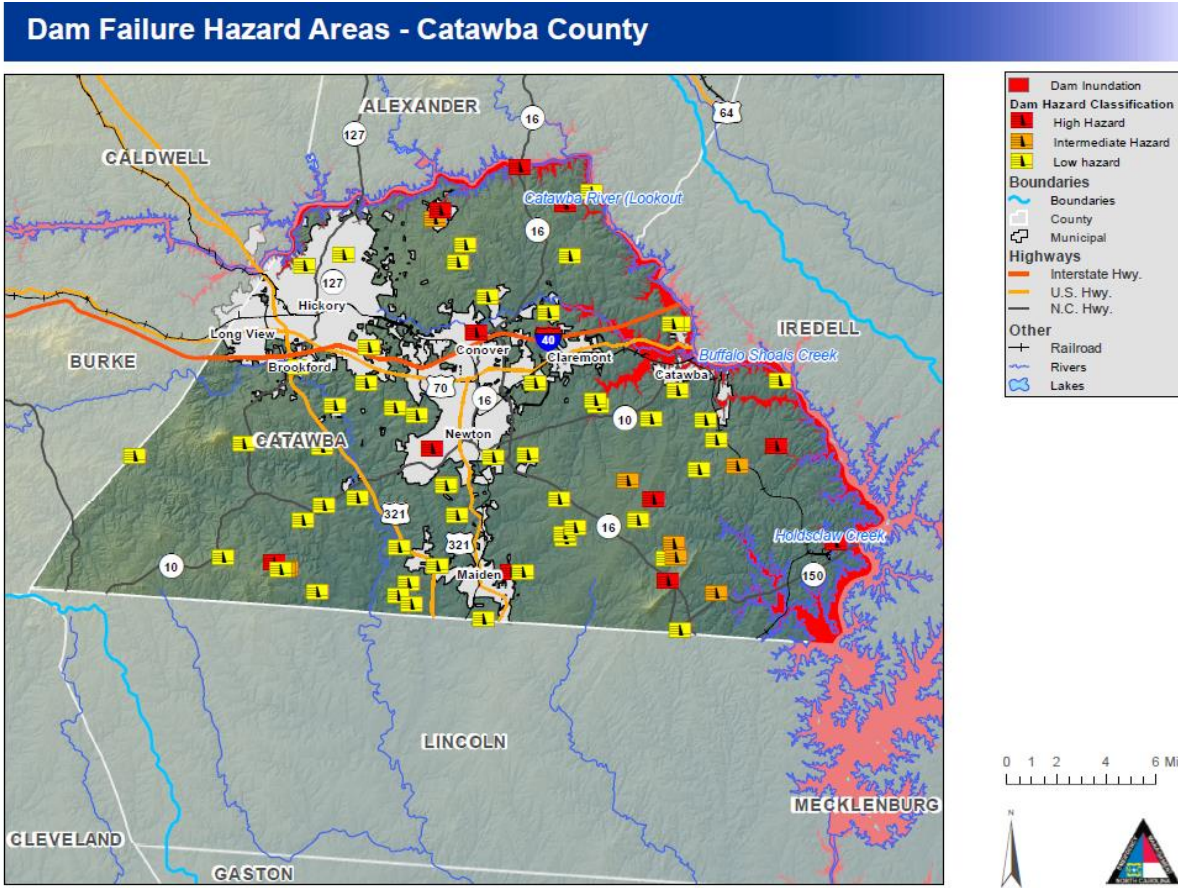 Dam Failure Hazard Areas - Catawba County
ALEXANDER
16
64
127
CALDWELL
Catawba River (Lookout
16
127
Hickory
IREDELL
Long View
Conover
40
Claremont
BURKE
Brookford
Buffalo Shoals Creek
70
Catawba
16
10
Newton
CATAWBA
321
16
321
Holdsclaw Creek
10
Maiden
150
LINCOLN
MECKLENBURG
CLEVELAND
GASTON
Dam Inundation
Dam Hazard Classification
High Hazard
Intermediate Hazard
Low hazard
Boundaries
Boundaries
County
Municipal
Highways
Interstate Hwy.
U.S. Hwy.
N.C. Hwy.
Other
Railroad
Rivers
Lakes
0 1 2 4 6 Mi
N
NORTH CAROLINA